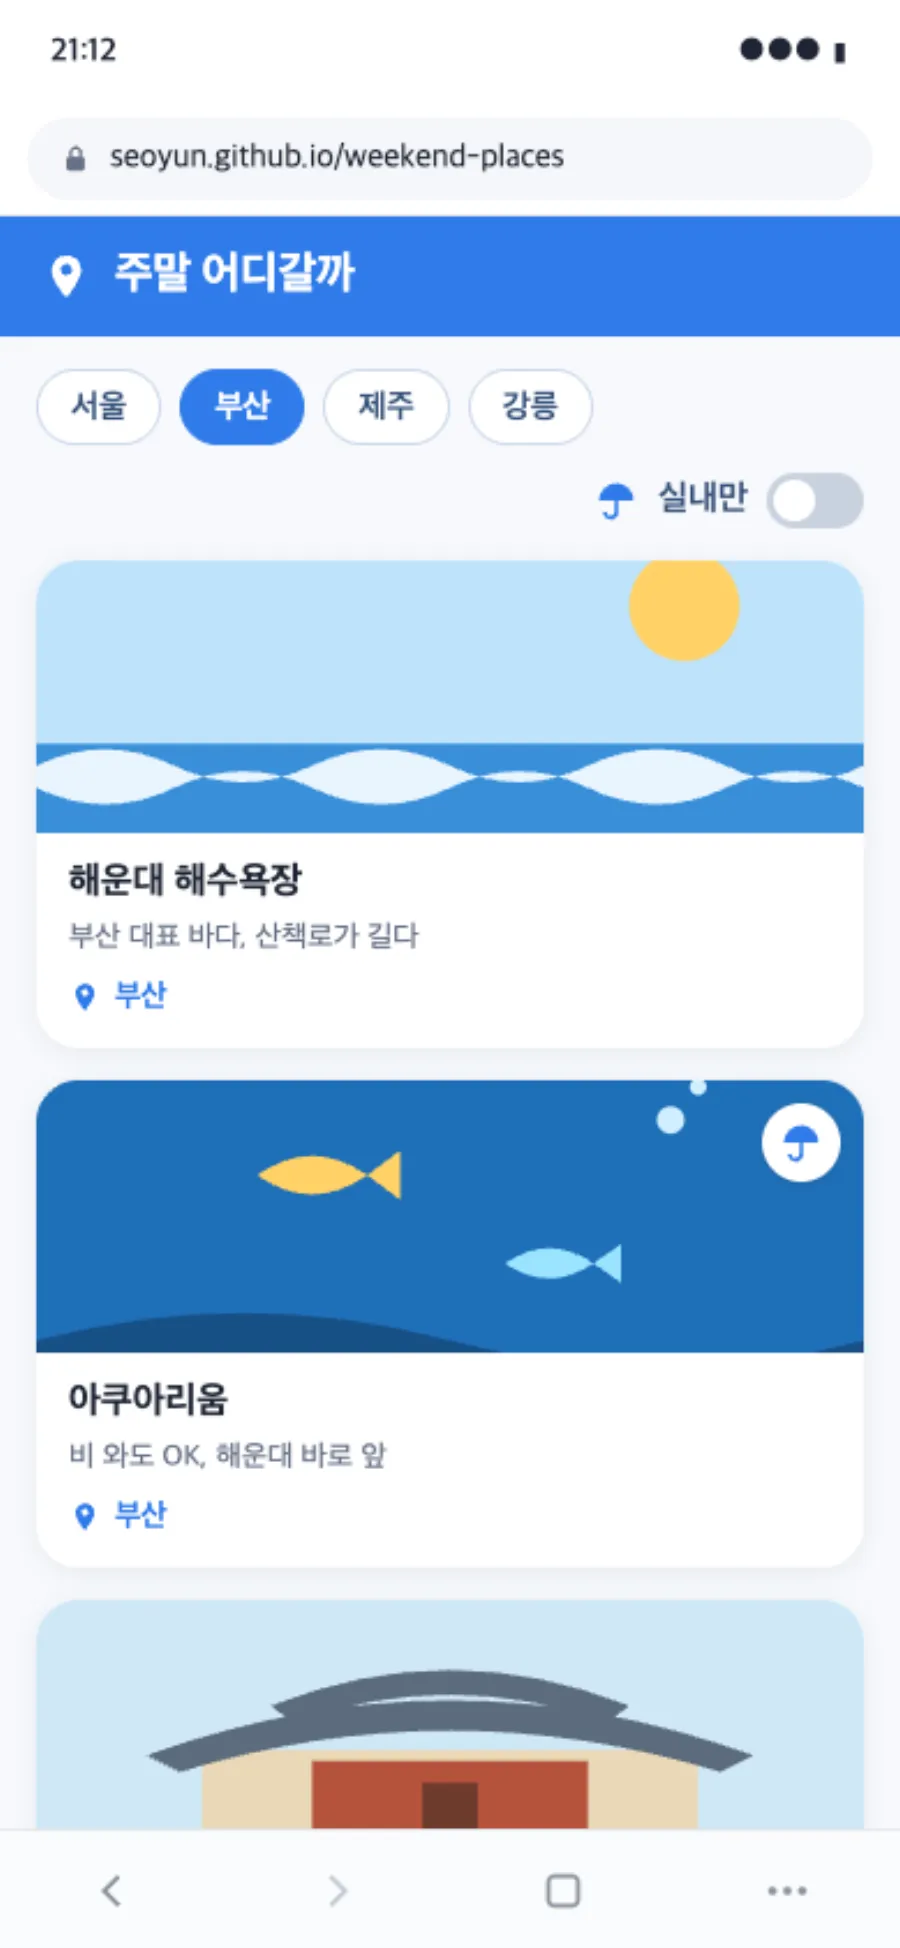 21:12
seoyun.github.io/weekend-places
주말 어디갈까
서울 부산 제주 강릉
실내만
해운대 해수욕장
부산 대표 바다, 산책로가 길다
부산
아쿠아리움
비 와도 OK, 해운대 바로 앞
부산